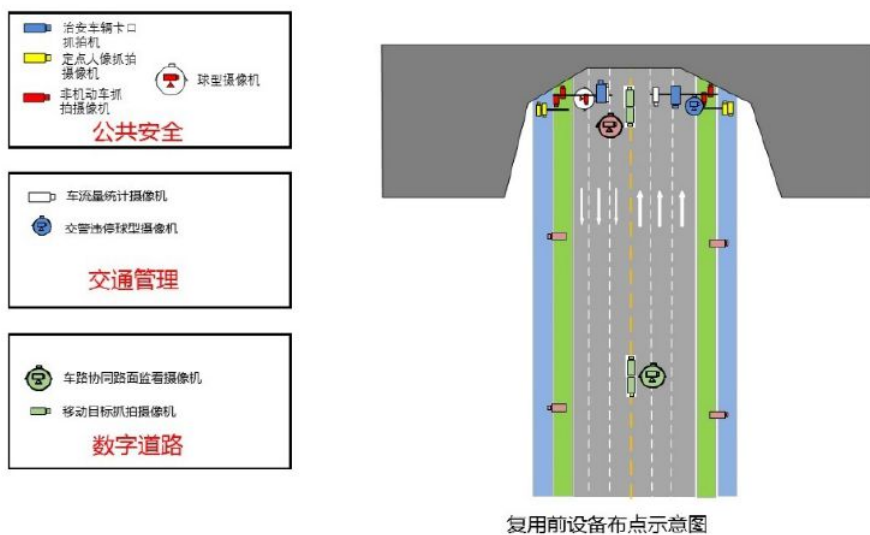 治安车辆卡口
抓拍机
定点人像抓拍
摄像机
球型摄像机
非机动车抓
拍摄像机
公共安全
车流量统计摄像机
交警违停球型摄像机
交通管理
车路协同路面监看摄像机
移动目标抓拍摄像机
数字道路
复用前设备布点示意图